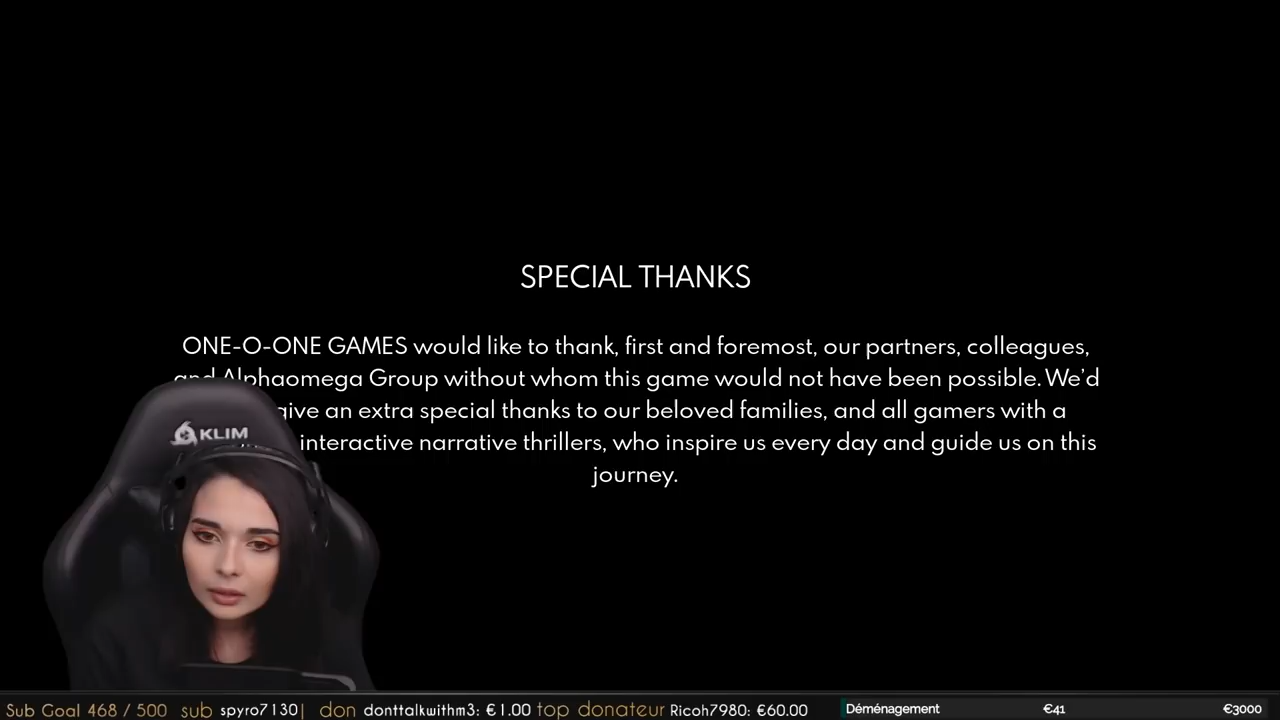 SPECIAL THANKS
ONE-O-ONE GAMES would like to thank, first and foremost, our partners, colleagues,
and Alphaomega Group without whom this game would not have been possible. We'd
give an extra special thanks to our beloved families, and all gamers with a
interactive narrative thrillers, who inspire us every day and guide us on this
journey.
KLIM
Sub Goal 468 / 500 sub spyro7130| don donttalkwithm3: €1.00 top donateur Ricoh7980: €60.00 Déménagement €41 €3000